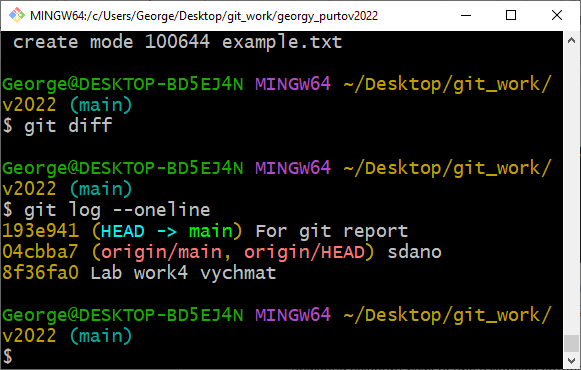 MINGW64:/c/Users/George/Desktop/git_work/georgy_purtov2022
 create mode 100644 example.txt
George@DESKTOP-BD5EJ4N MINGW64 ~/Desktop/git_work/
v2022 (main)
$ git diff
George@DESKTOP-BD5EJ4N MINGW64 ~/Desktop/git_work/
v2022 (main)
$ git log --oneline
193e941 (HEAD -> main) For git report
04cbba7 (origin/main, origin/HEAD) sdano
8f36fa0 Lab work4 vychmat
George@DESKTOP-BD5EJ4N MINGW64 ~/Desktop/git_work/
v2022 (main)
$